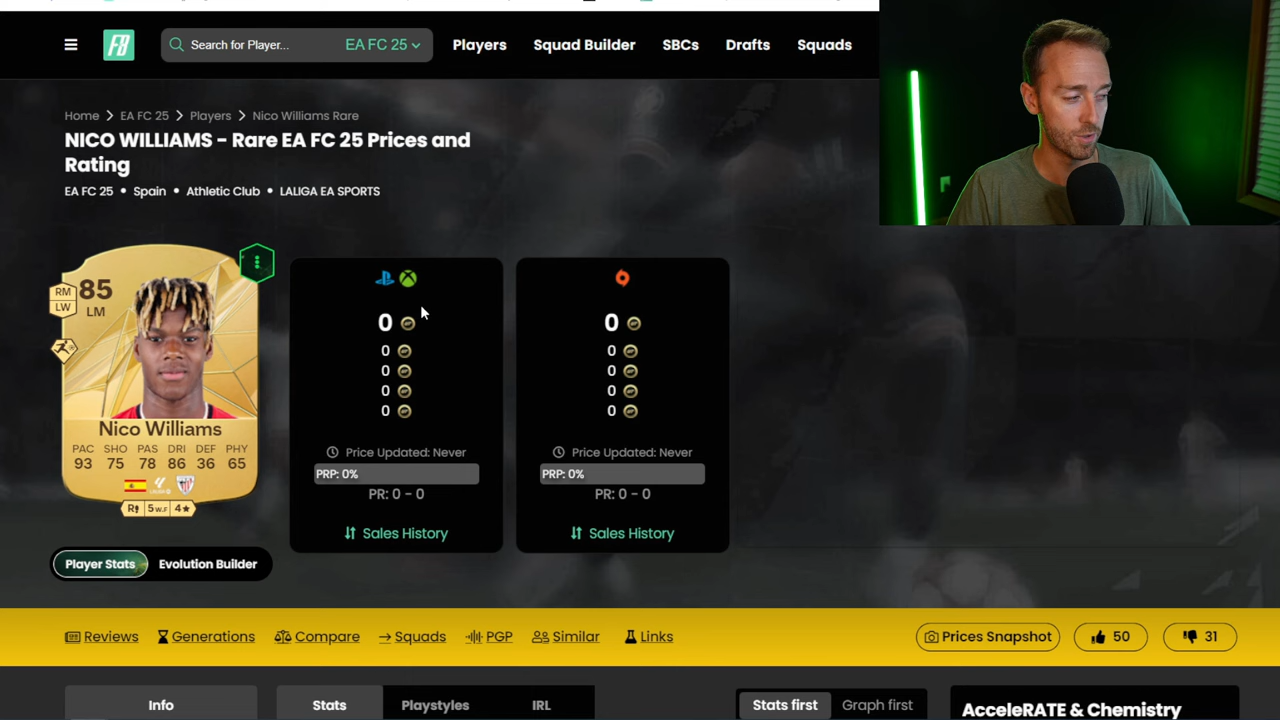 FB
Search for Player...
EA FC 25
Players
Squad Builder
SBCs
Drafts
Squads
Home > EA FC 25 > Players > Nico Williams Rare
NICO WILLIAMS - Rare EA FC 25 Prices and
Rating
EA FC 25 • Spain • Athletic Club • LALIGA EA SPORTS
85
LM
RM
LW
Nico Williams
PAC SHO PAS DRI DEF PHY
93 75 78 86 36 65
R 5 W.F 4★
0
0
0
0
0
Price Updated: Never
PRP: 0%
PR: 0 - 0
Sales History
0
0
0
0
0
Price Updated: Never
PRP: 0%
PR: 0 - 0
Sales History
Player Stats
Evolution Builder
Reviews
Generations
Compare
Squads
PGP
Similar
Links
Prices Snapshot
50
31
Info
Stats
Playstyles
IRL
Stats first
Graph first
AcceleRATE & Chemistry